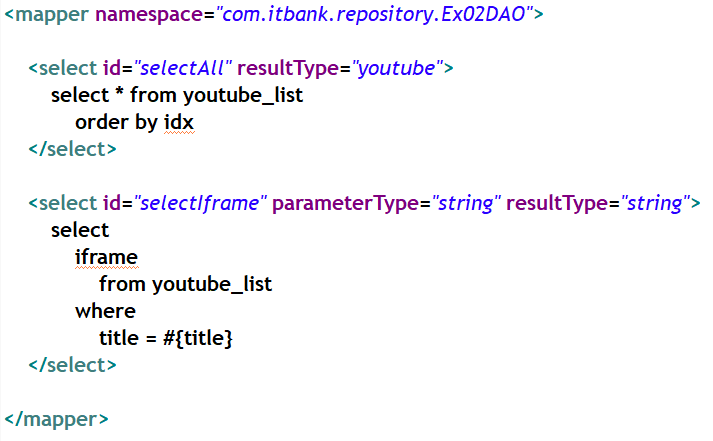 <mapper namespace="com.itbank.repository.Ex02DAO">
<select id="selectAll" resultType="youtube">
select * from youtube_list
order by idx
</select>
<select id="selectIframe" parameterType="string" resultType="string">
select
iframe
from youtube_list
where
title = #{title}
</select>
</mapper>